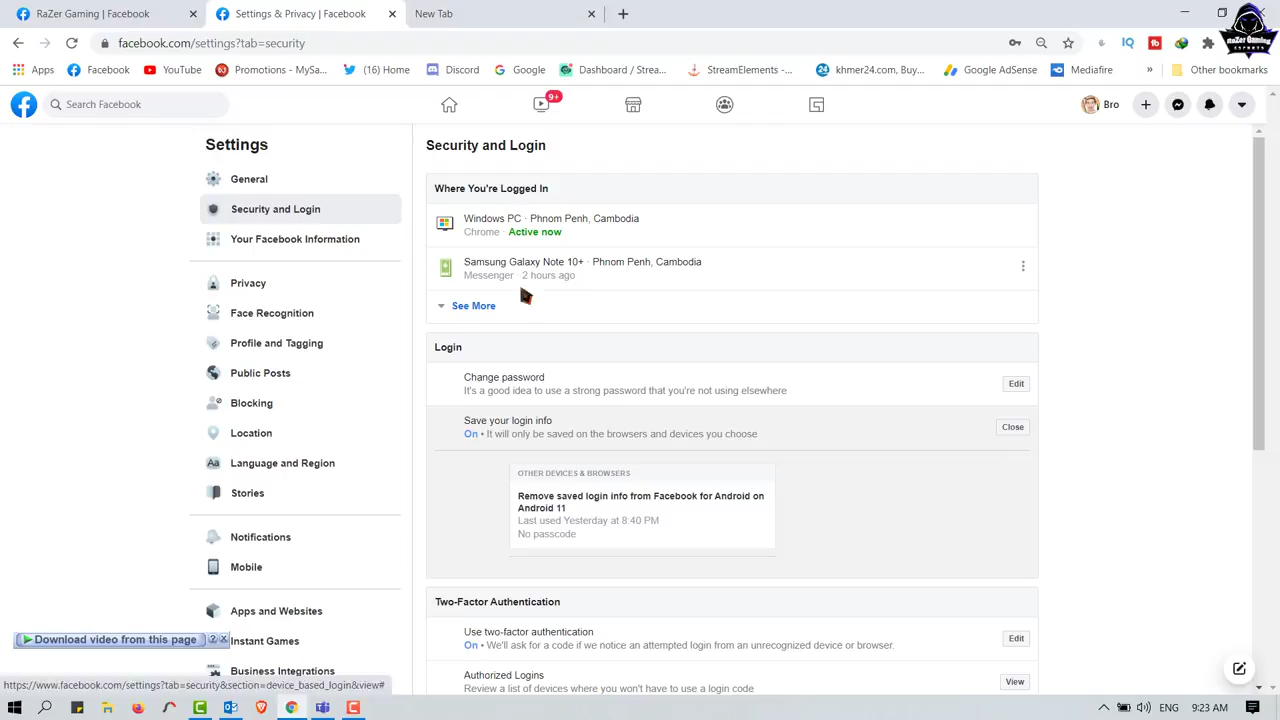 RaZer Gaming | Facebook
Settings & Privacy | Facebook
New Tab
RaZer Gaming
ESPORTS
facebook.com/settings?tab=security
Apps
Facebook
YouTube
Promotions - MySa...
(16) Home
Discord
Google
Dashboard / Strea...
StreamElements -...
khmer24.com, Buy...
Google AdSense
Mediafire
»
Other bookmarks
Search Facebook
9+
Bro
Settings
General
Security and Login
Your Facebook Information
Privacy
Face Recognition
Profile and Tagging
Public Posts
Blocking
Location
Aa Language and Region
Stories
Notifications
Mobile
Apps and Websites
Instant Games
Business Integrations
Security and Login
Where You're Logged In
Windows PC · Phnom Penh, Cambodia
Chrome · Active now
Samsung Galaxy Note 10+ · Phnom Penh, Cambodia
Messenger · 2 hours ago
See More
Login
Change password
It's a good idea to use a strong password that you're not using elsewhere
Edit
Save your login info
On • It will only be saved on the browsers and devices you choose
Close
OTHER DEVICES & BROWSERS
Remove saved login info from Facebook for Android on
Android 11
Last used Yesterday at 8:40 PM
No passcode
Two-Factor Authentication
Use two-factor authentication
On • We'll ask for a code if we notice an attempted login from an unrecognized device or browser.
Edit
Authorized Logins
Review a list of devices where you won't have to use a login code
View
Download video from this page
? x
https://www.facebook.com/settings?tab=security&section=device_based_login&view#
ENG
9:23 AM